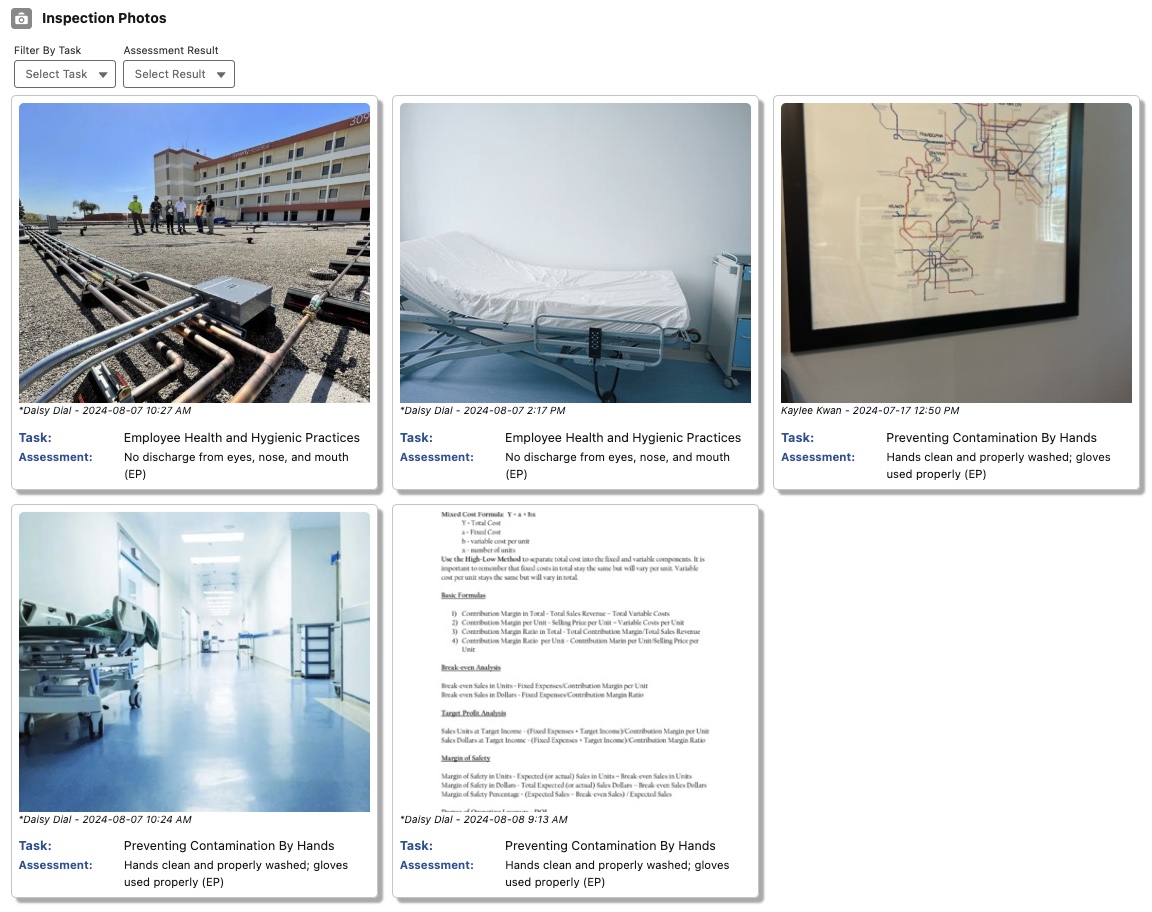 Inspection Photos
Filter By Task
Assessment Result
Select Task
Select Result
309
PHILADELPHIA
WASHINGTON, DC
ATLANTA
MEXICO CITY
*Daisy Dial - 2024-08-07 10:27 AM
*Daisy Dial - 2024-08-07 2:17 PM
Kaylee Kwan - 2024-07-17 12:50 PM
Task: Employee Health and Hygienic Practices
Assessment: No discharge from eyes, nose, and mouth
(EP)
Task: Employee Health and Hygienic Practices
Assessment: No discharge from eyes, nose, and mouth
(EP)
Task: Preventing Contamination By Hands
Assessment: Hands clean and properly washed; gloves
used properly (EP)
Mixed Cost Formula: Y = a + bx
Y - Total Cost
a - Fixed Cost
b - variable cost per unit
x - number of units
Use the High-Low Method to separate total cost into the fixed and variable components. It is
important to remember that fixed costs in total stay the same but will vary per unit. Variable
cost per unit stays the same but will vary in total.
Basic Formulas
1) Contribution Margin in Total - Total Sales Revenue - Total Variable Costs
2) Contribution Margin per Unit - Selling Price per Unit - Variable Costs per Unit
3) Contribution Margin Ratio in Total - Total Contribution Margin/Total Sales Revenue
4) Contribution Margin Ratio per Unit - Contribution Marin per Unit/Selling Price per
Unit
Break-even Analysis
Break-even Sales in Units - Fixed Expenses/Contribution Margin per Unit
Break-even Sales in Dollars - Fixed Expenses/Contribution Margin Ratio
Target Profit Analysis
Sales Units at Target Income - (Fixed Expenses + Target Income)/Contribution Margin per Unit
Sales Dollars at Target Income - (Fixed Expenses + Target Income)/Contribution Margin Ratio
Margin of Safety
Margin of Safety in Units - Expected (or actual) Sales in Units - Break-even Sales in Units
Margin of Safety in Dollars - Total Expected (or actual) Sales Dollars - Break-even Sales Dollars
Margin of Safety Percentage - (Expected Sales - Break-even Sales) / Expected Sales
*Daisy Dial - 2024-08-07 10:24 AM
*Daisy Dial - 2024-08-08 9:13 AM
Task: Preventing Contamination By Hands
Assessment: Hands clean and properly washed; gloves
used properly (EP)
Task: Preventing Contamination By Hands
Assessment: Hands clean and properly washed; gloves
used properly (EP)